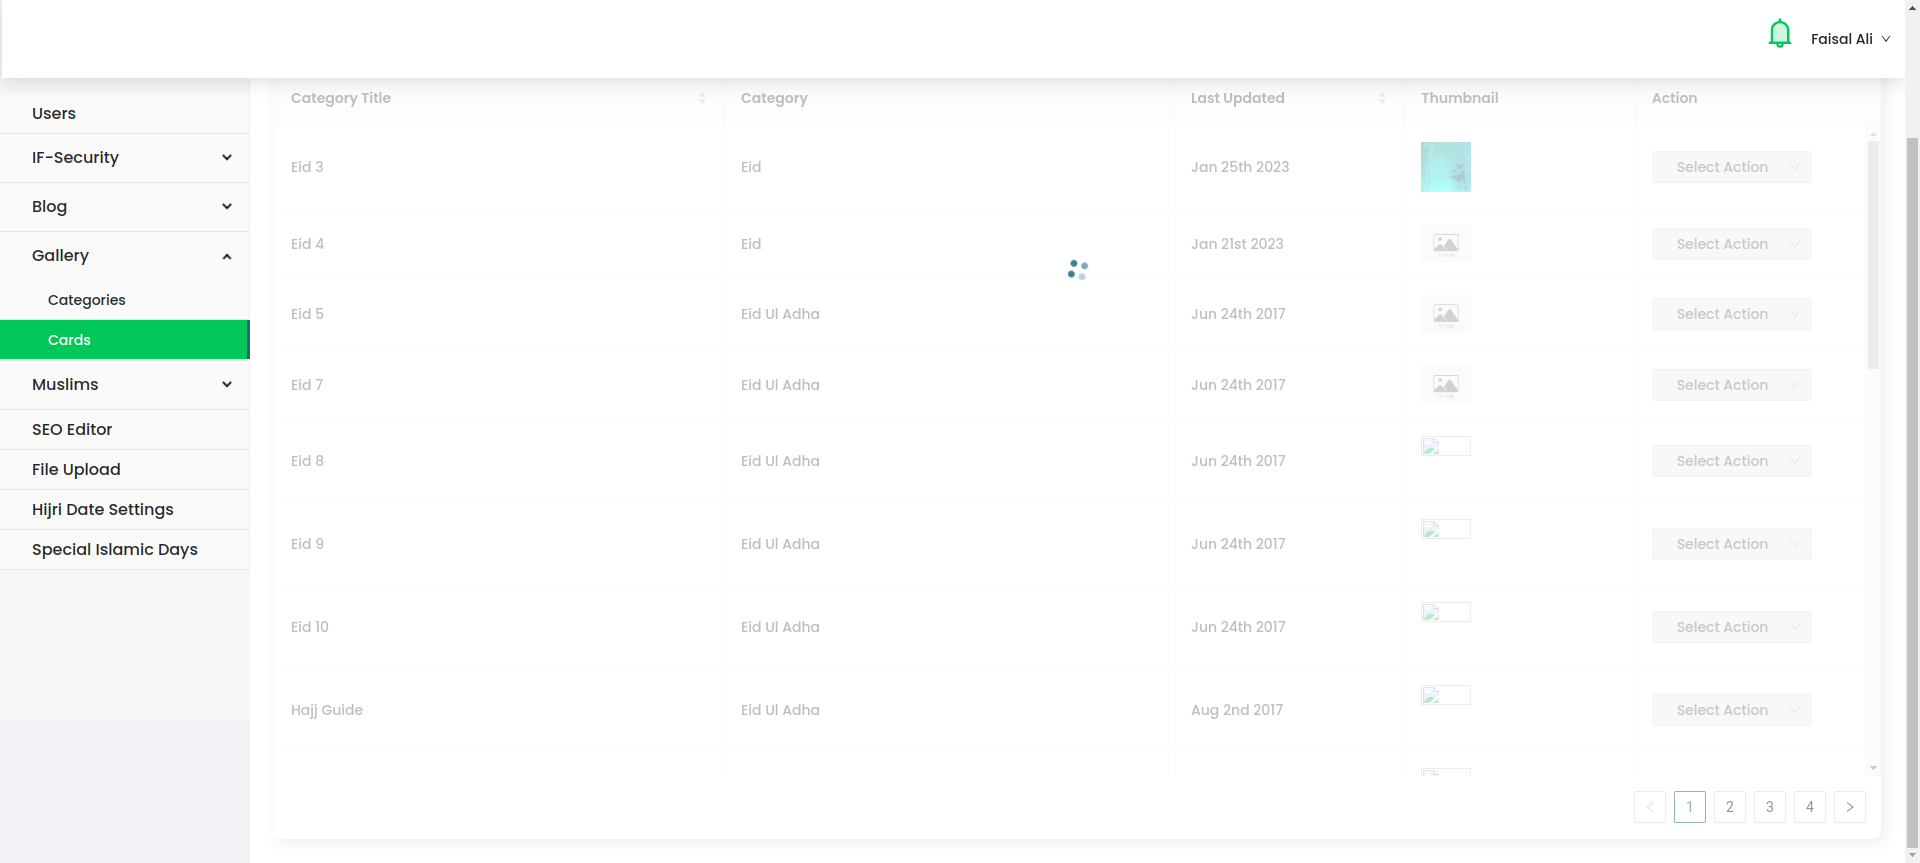 Faisal Ali
Users
IF-Security
Blog
Gallery
Categories
Cards
Muslims
SEO Editor
File Upload
Hijri Date Settings
Special Islamic Days
Category Title Category Last Updated Thumbnail Action
Eid 3 Eid Jan 25th 2023 Select Action
Eid 4 Eid Jan 21st 2023 Select Action
Eid 5 Eid Ul Adha Jun 24th 2017 Select Action
Eid 7 Eid Ul Adha Jun 24th 2017 Select Action
Eid 8 Eid Ul Adha Jun 24th 2017 Select Action
Eid 9 Eid Ul Adha Jun 24th 2017 Select Action
Eid 10 Eid Ul Adha Jun 24th 2017 Select Action
Hajj Guide Eid Ul Adha Aug 2nd 2017 Select Action
< 1 2 3 4 >